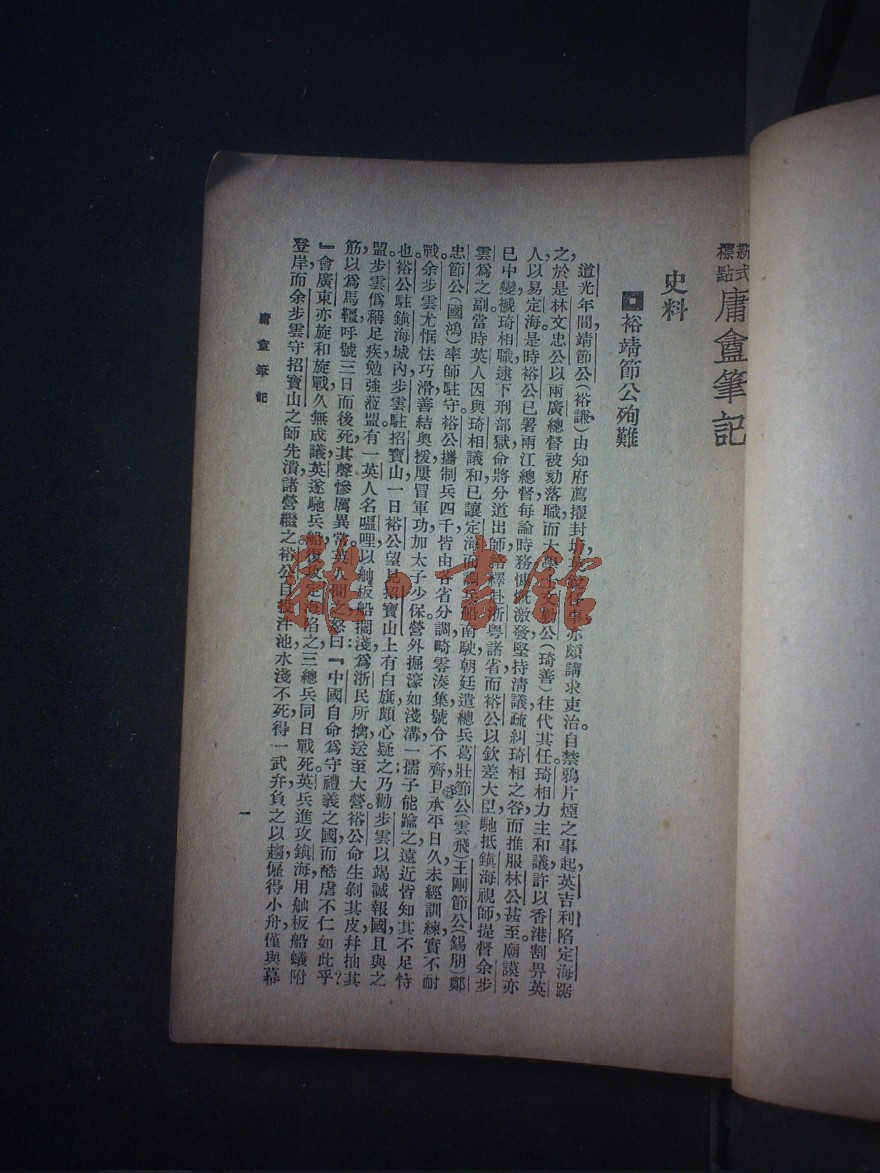 新式標點 庸盦筆記
史料
裕靖節公殉難
道光年間,靖節公(裕謙)由知府薦擢封圻,亦頗講求吏治。自禁鴉片煙之事起,英吉利陷定海,踞
之於是林文忠公以兩廣總督被劾落職,而大學士文勤公(琦善)往代其任。琦相力主和議,許以香港割畀英
人,以易定海。是時裕公已署兩江總督,每論時務,慷慨激發,堅持清議,疏糾琦相之咎,而推服林公甚至。廟謨亦
巳中變,褫琦相職,逮下刑部獄,命將分道出師,絡繹赴浙粵諸省,而裕公以欽差大臣馳抵鎮海視師,提督余步
雲爲之副。當時英人因與琦相議和,已讓定海,而調兵船南駛,朝廷遣總兵葛壯節公(雲飛)王剛節公(錫朋)鄭
忠節公(國鴻)率師駐守。裕公攜制兵四千,皆由各省分調,畸零湊集,號令不齊,且承平日久,未經訓練,實不耐
戰。余步雲尤恇怯巧滑,善結奧援,屢冒軍功,加太子少保。營外掘濠如淺溝,一孺子能踰之,遠近皆知其不足恃
也。裕公駐鎮海城內,步雲駐招寶山。一日裕公望見招寶山上有白旗,頗心疑之,乃勸步雲以竭誠報國,且與之
盟,步雲僞稱足疾,勉強蒞盟。有一英人名嗢哩,以舢板船擱淺,爲浙民所擒,送至大營,裕公命生剝其皮,幷抽其
筋,以爲馬韁,呼號三日而後死,其聲慘厲異常。英人聞之,怒曰:『中國自命爲守禮義之國,而酷虐不仁如此乎?
』會廣東亦旋和旋戰,久無成議,英遂馳兵船復攻定海,陷之,三總兵同日戰死。英兵進攻鎮海,用舢板船蟻附
登岸,而余步雲守招寶山之師先潰,諸營繼之。裕公自投泮池,水淺不死,得一武弁負之以趨,僱得小舟,僅與幕
庸盦筆記
一